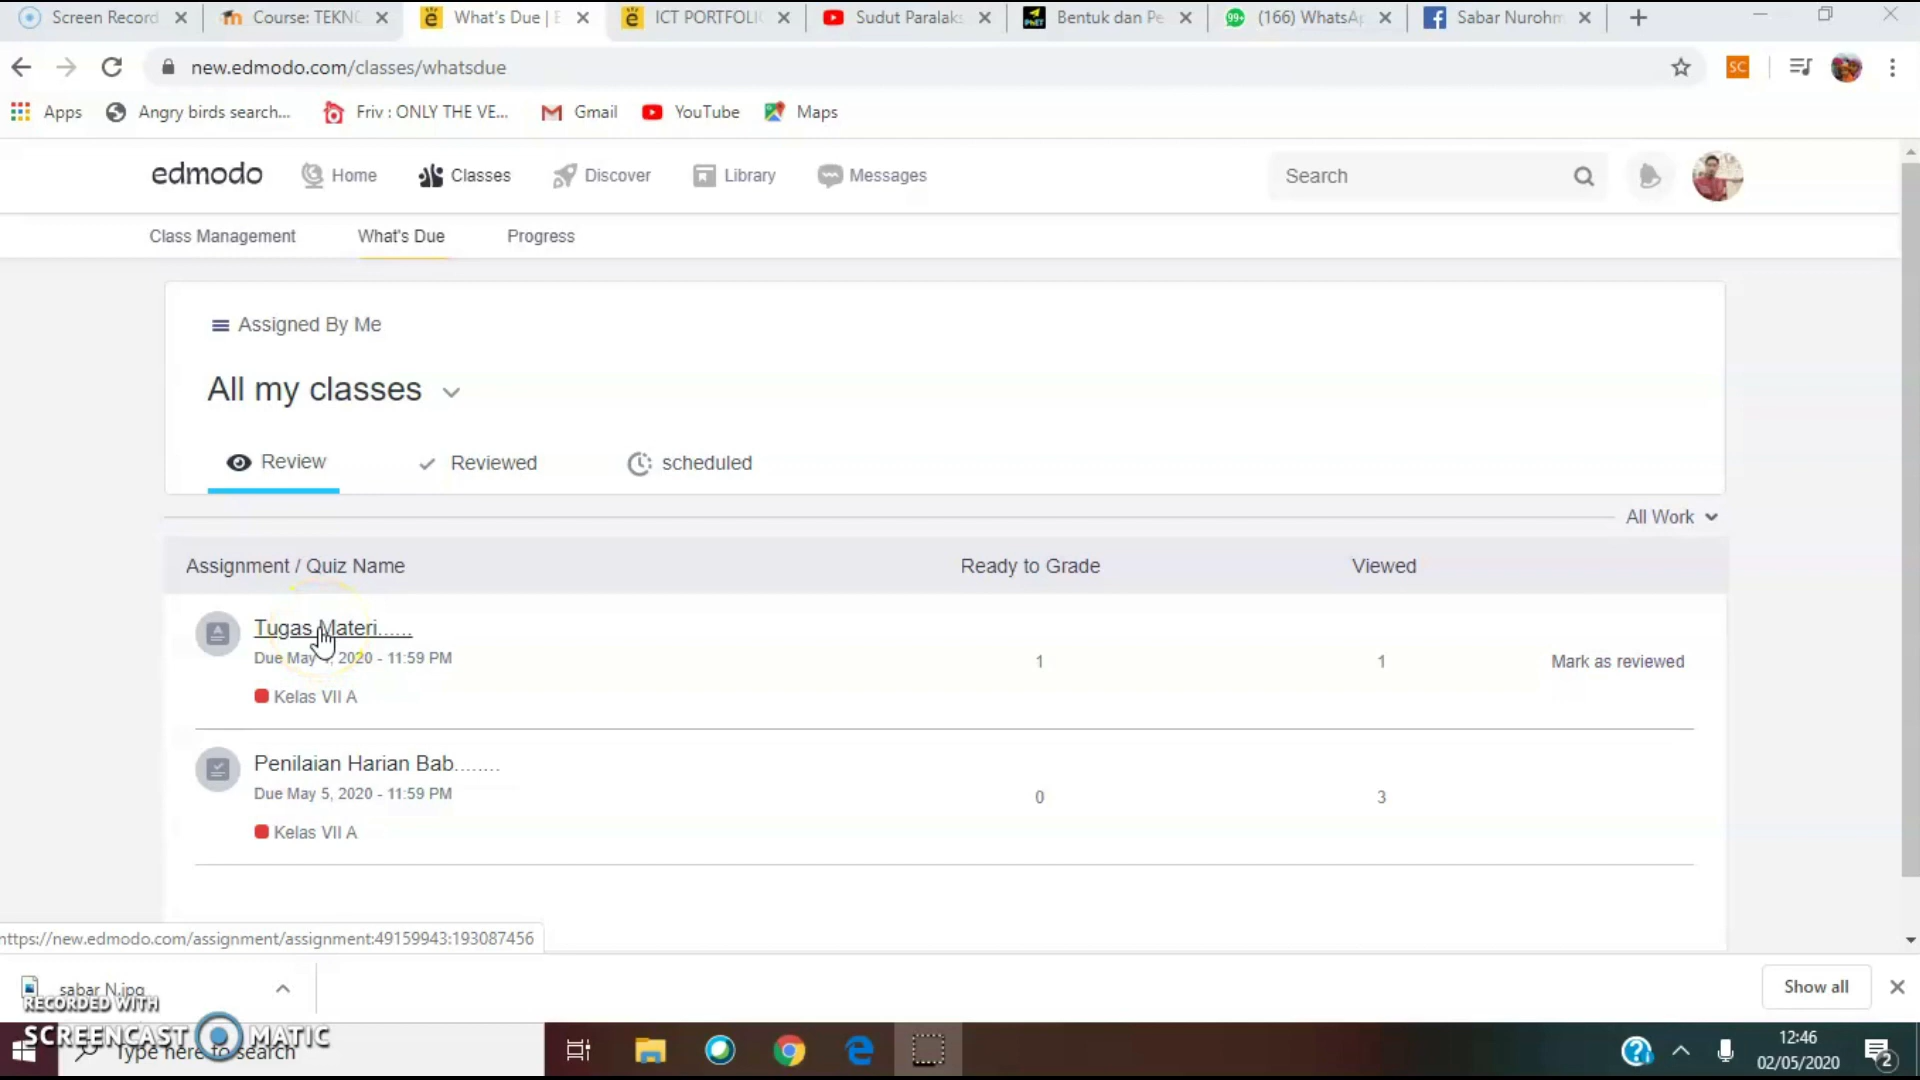 Screen Record
Course: TEKNO
What's Due | E
ICT PORTFOLI
Sudut Paralaks
Bentuk dan Pe
(166) WhatsAp
Sabar Nurohm
new.edmodo.com/classes/whatsdue
SC
Apps
Angry birds search...
Friv : ONLY THE VE...
Gmail
YouTube
Maps
edmodo
Home
Classes
Discover
Library
Messages
Search
Class Management
What's Due
Progress
Assigned By Me
All my classes
Review
Reviewed
scheduled
All Work
Assignment / Quiz Name
Ready to Grade
Viewed
Tugas Materi......
Due May 4, 2020 - 11:59 PM
1
1
Mark as reviewed
Kelas VII A
Penilaian Harian Bab........
Due May 5, 2020 - 11:59 PM
0
3
Kelas VII A
https://new.edmodo.com/assignment/assignment:49159943:193087456
sabar N.jpg
Show all
RECORDED WITH
SCREENCAST MATIC
Type here to search
12:46
02/05/2020
2